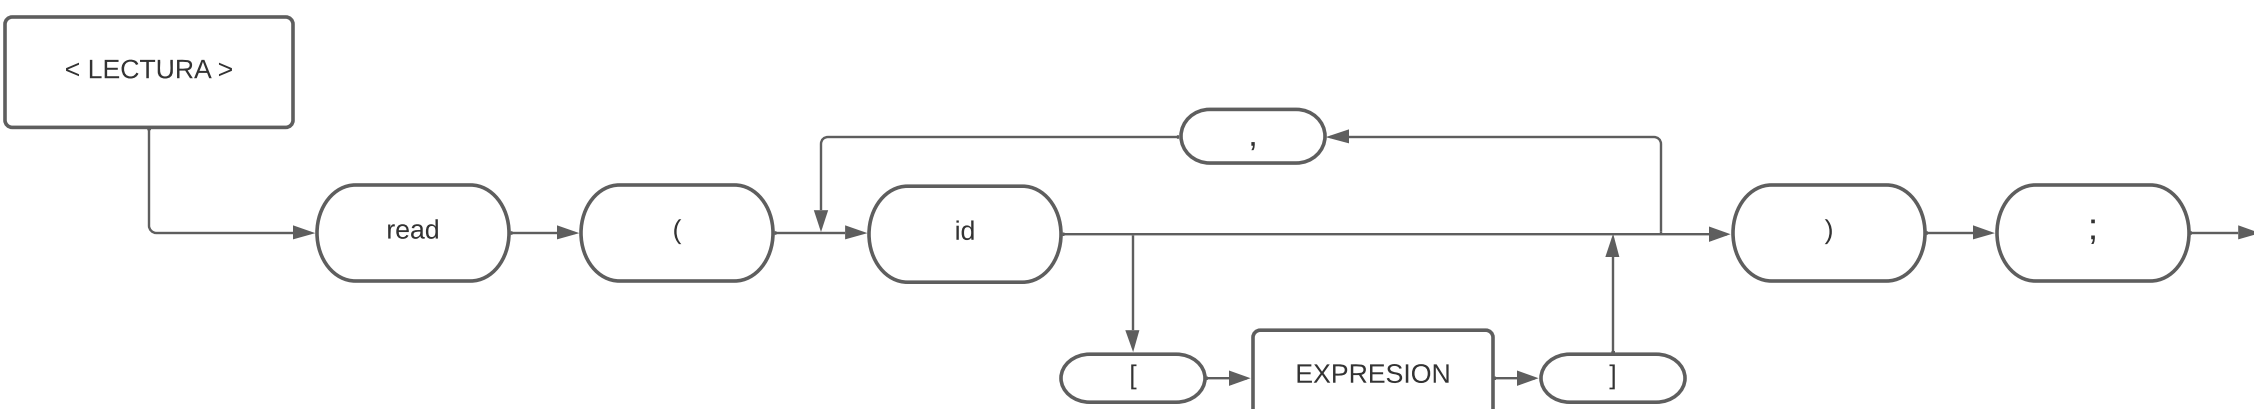 < LECTURA >
,
read
(
id
)
;
[
EXPRESION
]